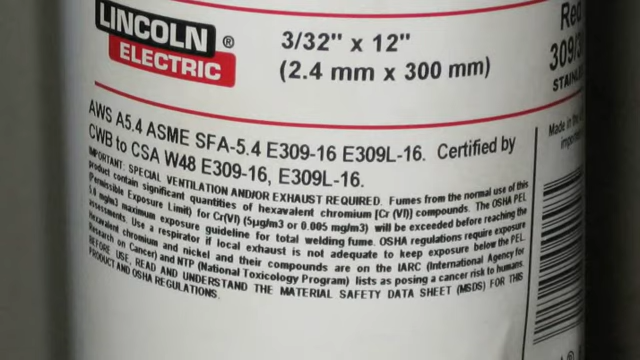 LINCOLN ®
ELECTRIC
3/32" x 12"
(2.4 mm x 300 mm)
Red
309/3
STAINL
AWS A5.4 ASME SFA-5.4 E309-16 E309L-16. Certified by
CWB to CSA W48 E309-16, E309L-16.
IMPORTANT: SPECIAL VENTILATION AND/OR EXHAUST REQUIRED. Fumes from the normal use of this
product contain significant quantities of hexavalent chromium [Cr (VI)] compounds. The OSHA PEL
(Permissible Exposure Limit) for Cr(VI) (5µg/m3 or 0.005 mg/m3) will be exceeded before reaching the
5.0 mg/m3 maximum exposure guideline for total welding fume. OSHA regulations require exposure
assessments. Use a respirator if local exhaust is not adequate to keep exposure below the PEL.
Hexavalent chromium and nickel and their compounds are on the IARC (International Agency for
Research on Cancer) and NTP (National Toxicology Program) lists as posing a cancer risk to humans.
BEFORE USE, READ AND UNDERSTAND THE MATERIAL SAFETY DATA SHEET (MSDS) FOR THIS
PRODUCT AND OSHA REGULATIONS.
Made in the
import